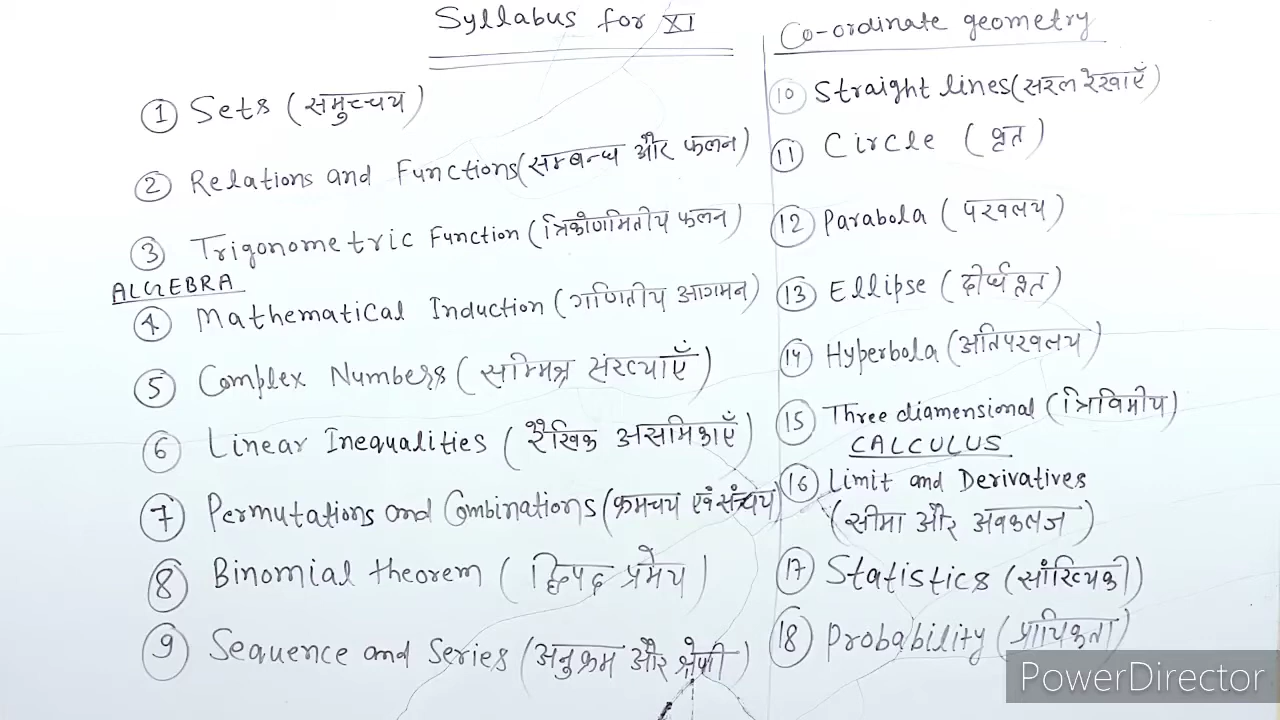 Syllabus for XI
① Sets (समुच्चय)
② Relations and Functions (सम्बन्ध और फलन)
③ Trigonometric Function (त्रिकोणमितीय फलन)
ALGEBRA
④ Mathematical Induction (गणितीय आगमन)
⑤ Complex Numbers (सम्मिश्र संख्याएँ)
⑥ Linear Inequalities (रैखिक असमिकाएँ)
⑦ Permutations and Combinations (क्रमचय एवं संचय)
⑧ Binomial theorem (द्विपद प्रमेय)
⑨ Sequence and Series (अनुक्रम और श्रेणी)
Co-ordinate geometry
⑩ Straight lines (सरल रेखाएँ)
⑪ Circle (वृत)
⑫ Parabola (परवलय)
⑬ Ellipse (दीर्घवृत)
⑭ Hyperbola (अतिपरवलय)
⑮ Three diamensional (त्रिविमीय)
CALCULUS
⑯ Limit and Derivatives
(सीमा और अवकलज)
⑰ Statistics (सांख्यिकी)
⑱ Probability (प्रायिकता)
PowerDirector